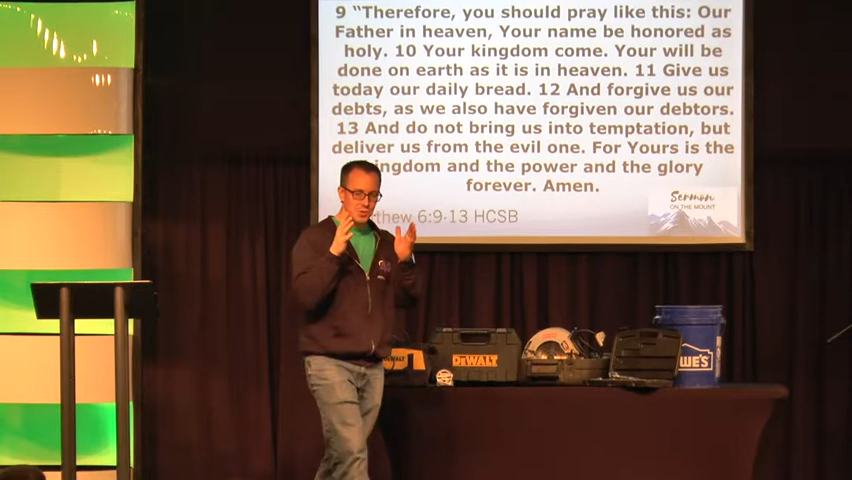 9 “Therefore, you should pray like this: Our
Father in heaven, Your name be honored as
holy. 10 Your kingdom come. Your will be
done on earth as it is in heaven. 11 Give us
today our daily bread. 12 And forgive us our
debts, as we also have forgiven our debtors.
13 And do not bring us into temptation, but
deliver us from the evil one. For Yours is the
ingdom and the power and the glory
forever. Amen.
thew 6:9-13 HCSB
Sermon
ON THE MOUNT
DEWALT
DEWALT
LOWE'S